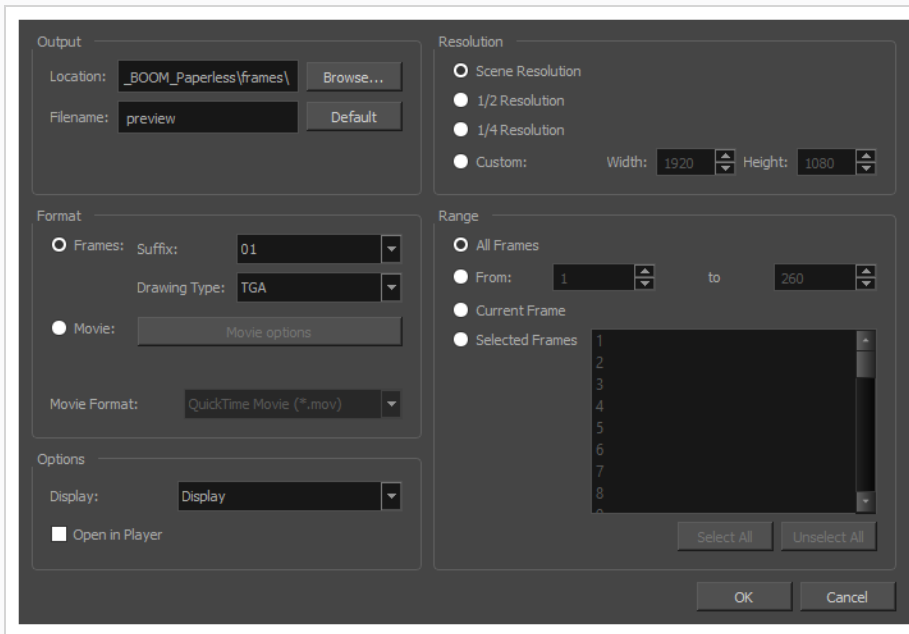 Output
Location: _BOOM_Paperless\frames\ Browse...
Filename: preview Default
Resolution
Scene Resolution
1/2 Resolution
1/4 Resolution
Custom: Width: 1920 Height: 1080
Format
Frames: Suffix: 01
Drawing Type: TGA
Movie: Movie options
Movie Format: QuickTime Movie (*.mov)
Range
All Frames
From: 1 to 260
Current Frame
Selected Frames 1
2
3
4
5
6
7
8
Select All Unselect All
Options
Display: Display
Open in Player
OK Cancel